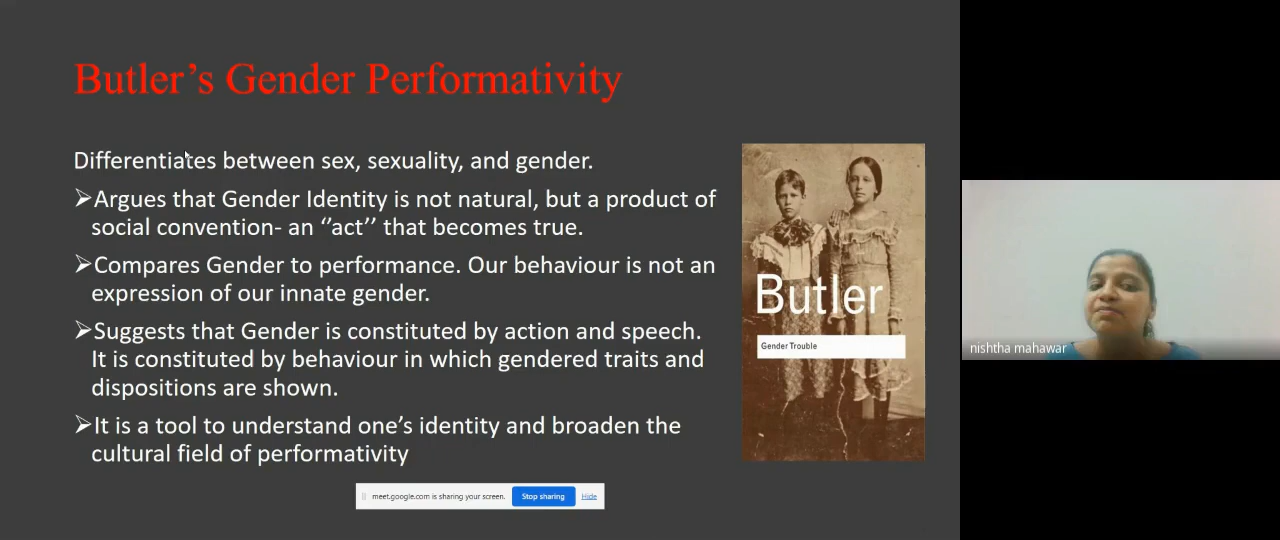 Butler’s Gender Performativity
Differentiates between sex, sexuality, and gender.
➢Argues that Gender Identity is not natural, but a product of
social convention- an ‘’act’’ that becomes true.
➢Compares Gender to performance. Our behaviour is not an
expression of our innate gender.
➢Suggests that Gender is constituted by action and speech.
It is constituted by behaviour in which gendered traits and
dispositions are shown.
➢It is a tool to understand one’s identity and broaden the
cultural field of performativity
Butler
Gender Trouble
meet.google.com is sharing your screen. Stop sharing Hide
nishtha mahawar